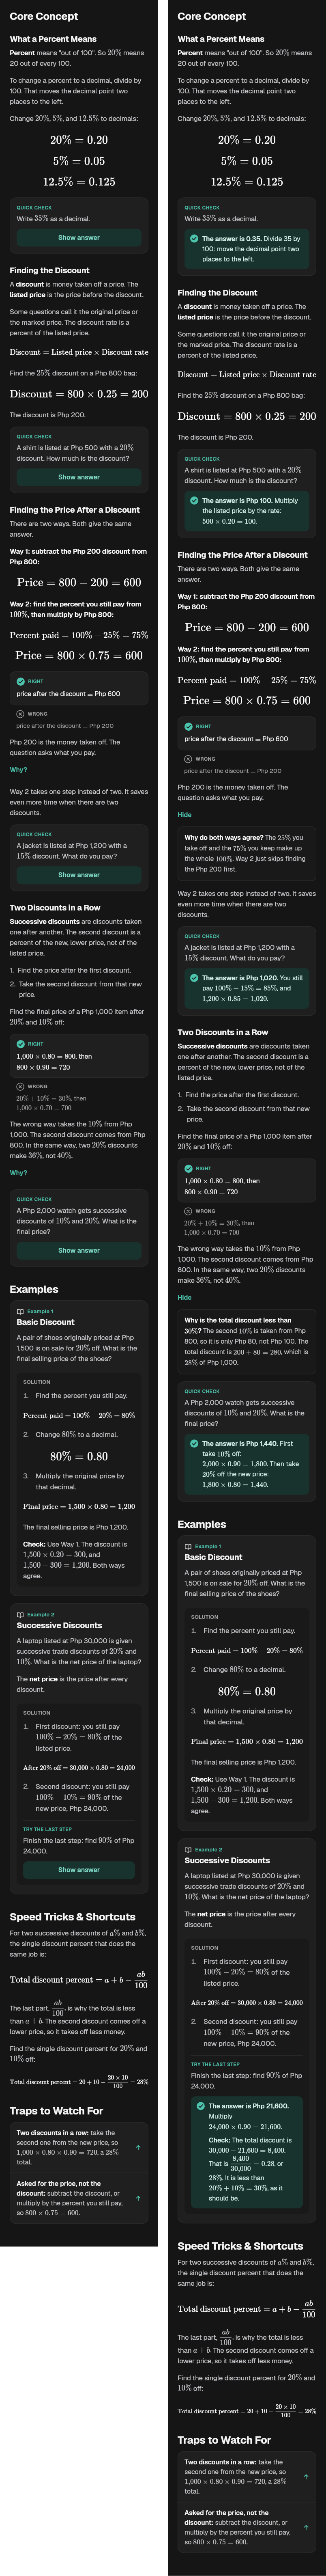 Core Concept
What a Percent Means
Percent means "out of 100". So 20% means
20 out of every 100.
To change a percent to a decimal, divide by
100. That moves the decimal point two
places to the left.
Change 20%, 5%, and 12.5% to decimals:
20% = 0.20
5% = 0.05
12.5% = 0.125
QUICK CHECK
Write 35% as a decimal.
Show answer
Finding the Discount
A discount is money taken off a price. The
listed price is the price before the discount.
Some questions call it the original price or
the marked price. The discount rate is a
percent of the listed price.
Discount = Listed price × Discount rate
Find the 25% discount on a Php 800 bag:
Discount = 800 × 0.25 = 200
The discount is Php 200.
QUICK CHECK
A shirt is listed at Php 500 with a 20%
discount. How much is the discount?
Show answer
Finding the Price After a Discount
There are two ways. Both give the same
answer.
Way 1: subtract the Php 200 discount from
Php 800:
Price = 800 − 200 = 600
Way 2: find the percent you still pay from
100%, then multiply by Php 800:
Percent paid = 100% − 25% = 75%
Price = 800 × 0.75 = 600
RIGHT
price after the discount = Php 600
WRONG
price after the discount = Php 200
Php 200 is the money taken off. The
question asks what you pay.
Why?
Way 2 takes one step instead of two. It saves
even more time when there are two
discounts.
QUICK CHECK
A jacket is listed at Php 1,200 with a
15% discount. What do you pay?
Show answer
Two Discounts in a Row
Successive discounts are discounts taken
one after another. The second discount is a
percent of the new, lower price, not of the
listed price.
1. Find the price after the first discount.
2. Take the second discount from that new
price.
Find the final price of a Php 1,000 item after
20% and 10% off:
RIGHT
1,000 × 0.80 = 800, then
800 × 0.90 = 720
WRONG
20% + 10% = 30%, then
1,000 × 0.70 = 700
The wrong way takes the 10% from Php
1,000. The second discount comes from Php
800. In the same way, two 20% discounts
make 36%, not 40%.
Why?
QUICK CHECK
A Php 2,000 watch gets successive
discounts of 10% and 20%. What is the
final price?
Show answer
Examples
Example 1
Basic Discount
A pair of shoes originally priced at Php
1,500 is on sale for 20% off. What is the
final selling price of the shoes?
SOLUTION
1. Find the percent you still pay.
Percent paid = 100% − 20% = 80%
2. Change 80% to a decimal.
80% = 0.80
3. Multiply the original price by
that decimal.
Final price = 1,500 × 0.80 = 1,200
The final selling price is Php 1,200.
Check: Use Way 1. The discount is
1,500 × 0.20 = 300, and
1,500 − 300 = 1,200. Both ways
agree.
Example 2
Successive Discounts
A laptop listed at Php 30,000 is given
successive trade discounts of 20% and
10%. What is the net price of the laptop?
The net price is the price after every
discount.
SOLUTION
1. First discount: you still pay
100% − 20% = 80% of the
listed price.
After 20% off = 30,000 × 0.80 = 24,000
2. Second discount: you still pay
100% − 10% = 90% of the
new price, Php 24,000.
TRY THE LAST STEP
Finish the last step: find 90% of Php
24,000.
Show answer
Speed Tricks & Shortcuts
For two successive discounts of a% and b%,
the single discount percent that does the
same job is:
Total discount percent = a + b − ab/100
The last part, ab/100, is why the total is less
than a + b. The second discount comes off a
lower price, so it takes off less money.
Find the single discount percent for 20% and
10% off:
Total discount percent = 20 + 10 − 20 × 10/100 = 28%
Traps to Watch For
Two discounts in a row: take the
second one from the new price, so
1,000 × 0.80 × 0.90 = 720, a 28%
total.
Asked for the price, not the
discount: subtract the discount, or
multiply by the percent you still pay,
so 800 × 0.75 = 600.
Core Concept
What a Percent Means
Percent means "out of 100". So 20% means
20 out of every 100.
To change a percent to a decimal, divide by
100. That moves the decimal point two
places to the left.
Change 20%, 5%, and 12.5% to decimals:
20% = 0.20
5% = 0.05
12.5% = 0.125
QUICK CHECK
Write 35% as a decimal.
The answer is 0.35. Divide 35 by
100: move the decimal point two
places to the left.
Finding the Discount
A discount is money taken off a price. The
listed price is the price before the discount.
Some questions call it the original price or
the marked price. The discount rate is a
percent of the listed price.
Discount = Listed price × Discount rate
Find the 25% discount on a Php 800 bag:
Discount = 800 × 0.25 = 200
The discount is Php 200.
QUICK CHECK
A shirt is listed at Php 500 with a 20%
discount. How much is the discount?
The answer is Php 100. Multiply
the listed price by the rate:
500 × 0.20 = 100.
Finding the Price After a Discount
There are two ways. Both give the same
answer.
Way 1: subtract the Php 200 discount from
Php 800:
Price = 800 − 200 = 600
Way 2: find the percent you still pay from
100%, then multiply by Php 800:
Percent paid = 100% − 25% = 75%
Price = 800 × 0.75 = 600
RIGHT
price after the discount = Php 600
WRONG
price after the discount = Php 200
Php 200 is the money taken off. The
question asks what you pay.
Hide
Why do both ways agree? The 25% you
take off and the 75% you keep make up
the whole 100%. Way 2 just skips finding
the Php 200 first.
Way 2 takes one step instead of two. It saves
even more time when there are two
discounts.
QUICK CHECK
A jacket is listed at Php 1,200 with a
15% discount. What do you pay?
The answer is Php 1,020. You still
pay 100% − 15% = 85%, and
1,200 × 0.85 = 1,020.
Two Discounts in a Row
Successive discounts are discounts taken
one after another. The second discount is a
percent of the new, lower price, not of the
listed price.
1. Find the price after the first discount.
2. Take the second discount from that new
price.
Find the final price of a Php 1,000 item after
20% and 10% off:
RIGHT
1,000 × 0.80 = 800, then
800 × 0.90 = 720
WRONG
20% + 10% = 30%, then
1,000 × 0.70 = 700
The wrong way takes the 10% from Php
1,000. The second discount comes from Php
800. In the same way, two 20% discounts
make 36%, not 40%.
Hide
Why is the total discount less than
30%? The second 10% is taken from Php
800, so it is only Php 80, not Php 100. The
total discount is 200 + 80 = 280, which is
28% of Php 1,000.
QUICK CHECK
A Php 2,000 watch gets successive
discounts of 10% and 20%. What is the
final price?
The answer is Php 1,440. First
take 10% off:
2,000 × 0.90 = 1,800. Then take
20% off the new price:
1,800 × 0.80 = 1,440.
Examples
Example 1
Basic Discount
A pair of shoes originally priced at Php
1,500 is on sale for 20% off. What is the
final selling price of the shoes?
SOLUTION
1. Find the percent you still pay.
Percent paid = 100% − 20% = 80%
2. Change 80% to a decimal.
80% = 0.80
3. Multiply the original price by
that decimal.
Final price = 1,500 × 0.80 = 1,200
The final selling price is Php 1,200.
Check: Use Way 1. The discount is
1,500 × 0.20 = 300, and
1,500 − 300 = 1,200. Both ways
agree.
Example 2
Successive Discounts
A laptop listed at Php 30,000 is given
successive trade discounts of 20% and
10%. What is the net price of the laptop?
The net price is the price after every
discount.
SOLUTION
1. First discount: you still pay
100% − 20% = 80% of the
listed price.
After 20% off = 30,000 × 0.80 = 24,000
2. Second discount: you still pay
100% − 10% = 90% of the
new price, Php 24,000.
TRY THE LAST STEP
Finish the last step: find 90% of Php
24,000.
The answer is Php 21,600.
Multiply
24,000 × 0.90 = 21,600.
Check: The total discount is
30,000 − 21,600 = 8,400.
That is 8,400/30,000 = 0.28, or
28%. It is less than
20% + 10% = 30%, as it
should be.
Speed Tricks & Shortcuts
For two successive discounts of a% and b%,
the single discount percent that does the
same job is:
Total discount percent = a + b − ab/100
The last part, ab/100, is why the total is less
than a + b. The second discount comes off a
lower price, so it takes off less money.
Find the single discount percent for 20% and
10% off:
Total discount percent = 20 + 10 − 20 × 10/100 = 28%
Traps to Watch For
Two discounts in a row: take the
second one from the new price, so
1,000 × 0.80 × 0.90 = 720, a 28%
total.
Asked for the price, not the
discount: subtract the discount, or
multiply by the percent you still pay,
so 800 × 0.75 = 600.